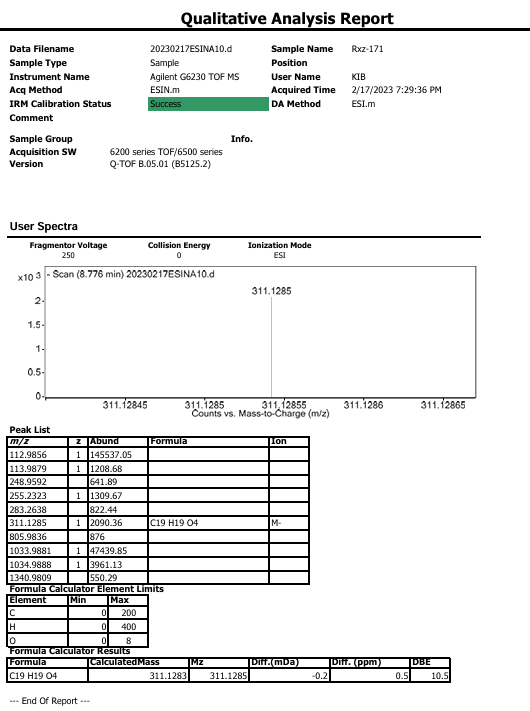 Qualitative Analysis Report
Data Filename 20230217ESINA10.d Sample Name Rxz-171
Sample Type Sample Position
Instrument Name Agilent G6230 TOF MS User Name KIB
Acq Method ESIN.m Acquired Time 2/17/2023 7:29:36 PM
IRM Calibration Status Success DA Method ESI.m
Comment
Sample Group Info.
Acquisition SW 6200 series TOF/6500 series
Version Q-TOF B.05.01 (B5125.2)
User Spectra
Fragmentor Voltage Collision Energy Ionization Mode
250 0 ESI
x10 3 - Scan (8.776 min) 20230217ESINA10.d
311.1285
2
1.5
1
0.5
0
311.12845 311.1285 311.12855 311.1286 311.12865
Counts vs. Mass-to-Charge (m/z)
Peak List
m/z z Abund Formula Ion
112.9856 1 145537.05
113.9879 1 1208.68
248.9592 641.89
255.2323 1 1309.67
283.2638 822.44
311.1285 1 2090.36 C19 H19 O4 M-
805.9836 876
1033.9881 1 47439.85
1034.9888 1 3961.13
1340.9809 550.29
Formula Calculator Element Limits
Element Min Max
C 0 200
H 0 400
O 0 8
Formula Calculator Results
Formula CalculatedMass Mz Diff.(mDa) Diff. (ppm) DBE
C19 H19 O4 311.1283 311.1285 -0.2 0.5 10.5
--- End Of Report ---